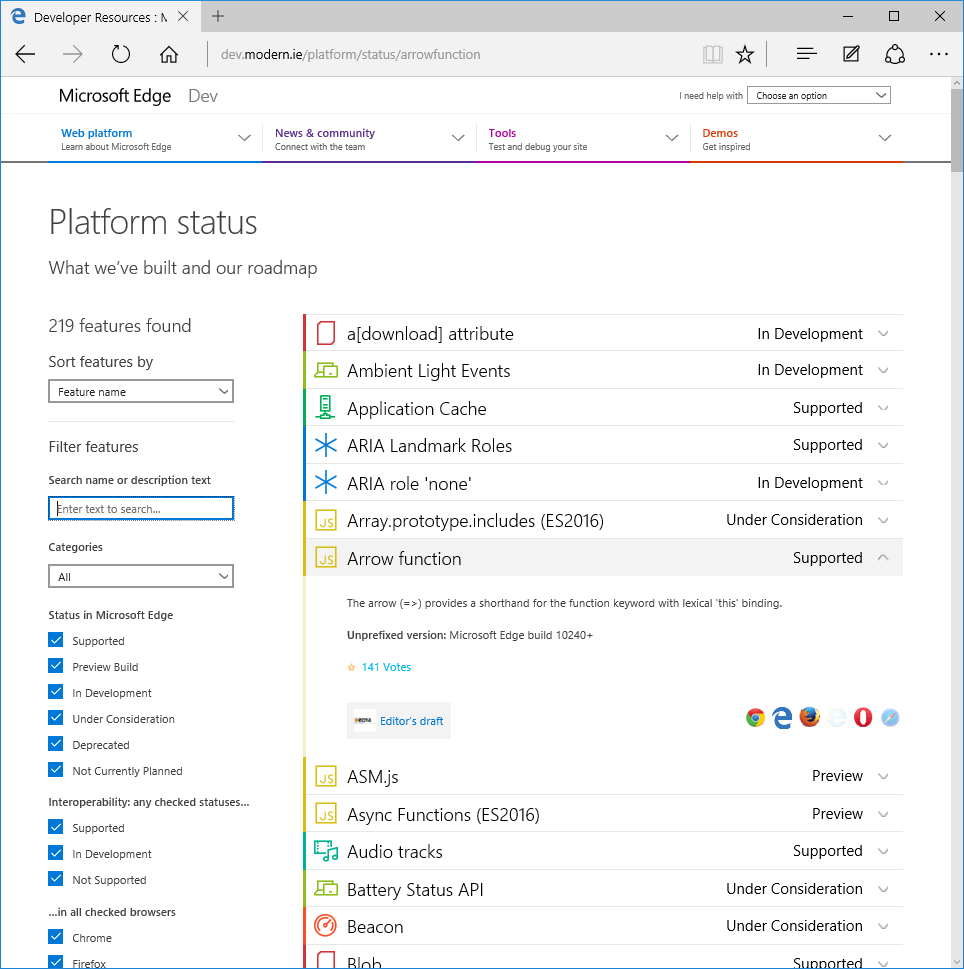 Developer Resources : M
dev.modern.ie/platform/status/arrowfunction
Microsoft Edge Dev
I need help with Choose an option
Web platform
Learn about Microsoft Edge
News & community
Connect with the team
Tools
Test and debug your site
Demos
Get inspired
Platform status
What we've built and our roadmap
219 features found
Sort features by
Feature name
Filter features
Search name or description text
Enter text to search...
Categories
All
Status in Microsoft Edge
Supported
Preview Build
In Development
Under Consideration
Deprecated
Not Currently Planned
Interoperability: any checked statuses...
Supported
In Development
Not Supported
...in all checked browsers
Chrome
Firefox
a[download] attribute In Development
Ambient Light Events In Development
Application Cache Supported
ARIA Landmark Roles Supported
ARIA role 'none' In Development
JS Array.prototype.includes (ES2016) Under Consideration
JS Arrow function Supported
The arrow (=>) provides a shorthand for the function keyword with lexical 'this' binding.
Unprefixed version: Microsoft Edge build 10240+
141 Votes
ecma Editor's draft
JS ASM.js Preview
JS Async Functions (ES2016) Preview
Audio tracks Supported
Battery Status API Under Consideration
Beacon Under Consideration
Blob Supported